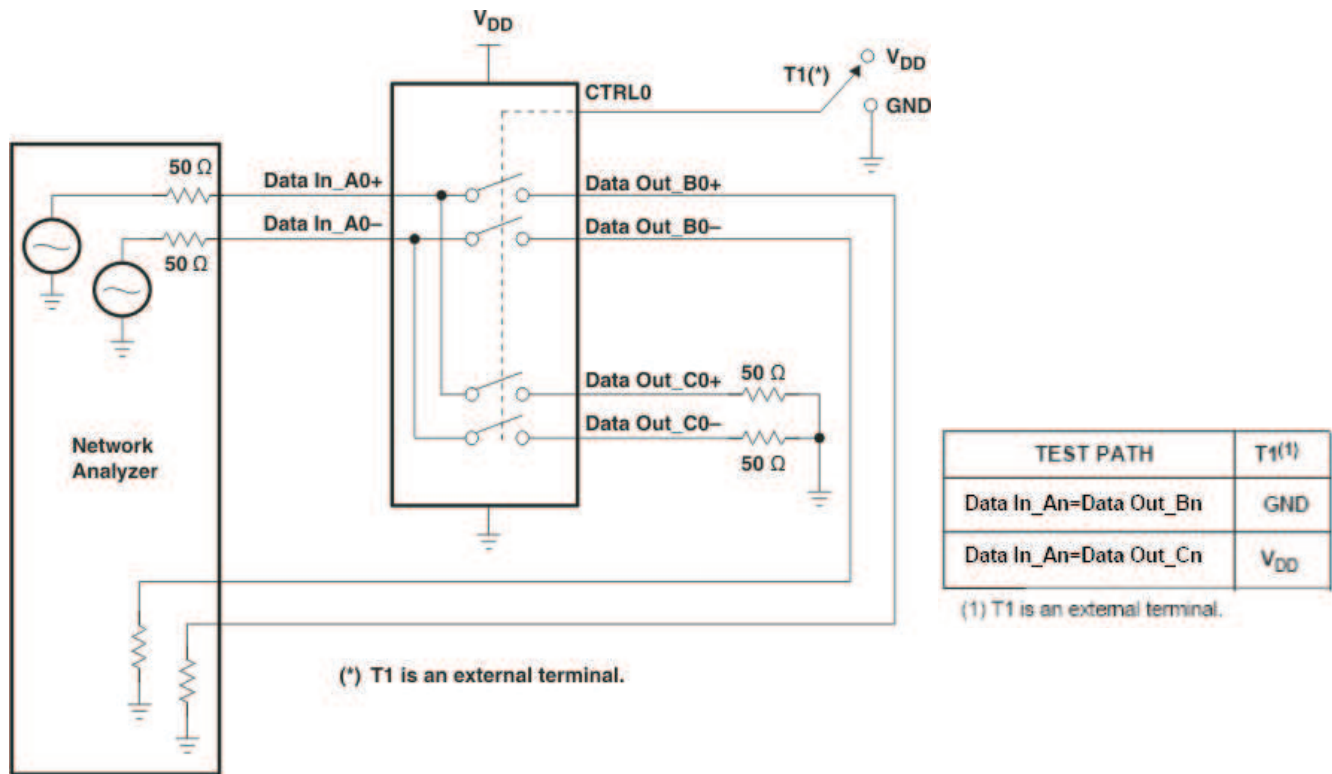 VDD
T1(*)
VDD
CTRL0
GND
50 Ω
Data In_A0+
Data Out_B0+
Data In_A0–
Data Out_B0–
50 Ω
Data Out_C0+
50 Ω
Data Out_C0–
50 Ω
Network
Analyzer
TEST PATH T1(1)
Data In_An=Data Out_Bn GND
Data In_An=Data Out_Cn VDD
(1) T1 is an external terminal.
(*) T1 is an external terminal.